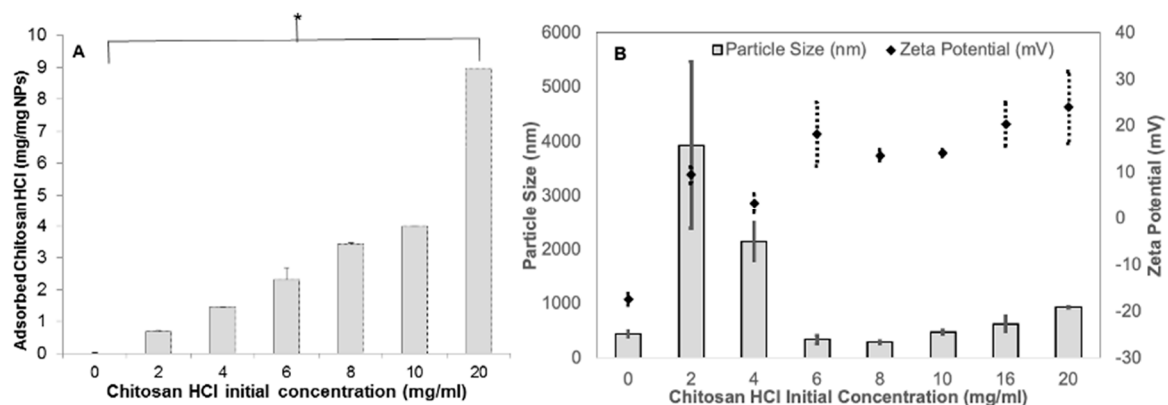 *
A
10
9
8
7
6
5
4
3
2
1
0
Adsorbed Chitosan HCl (mg/mg NPs)
0 2 4 6 8 10 20
Chitosan HCl initial concentration (mg/ml)
B
Particle Size (nm) Zeta Potential (mV)
6000
5000
4000
3000
2000
1000
0
Particle Size (nm)
40
30
20
10
0
-10
-20
-30
Zeta Potential (mV)
0 2 4 6 8 10 16 20
Chitosan HCl Initial Concentration (mg/ml)